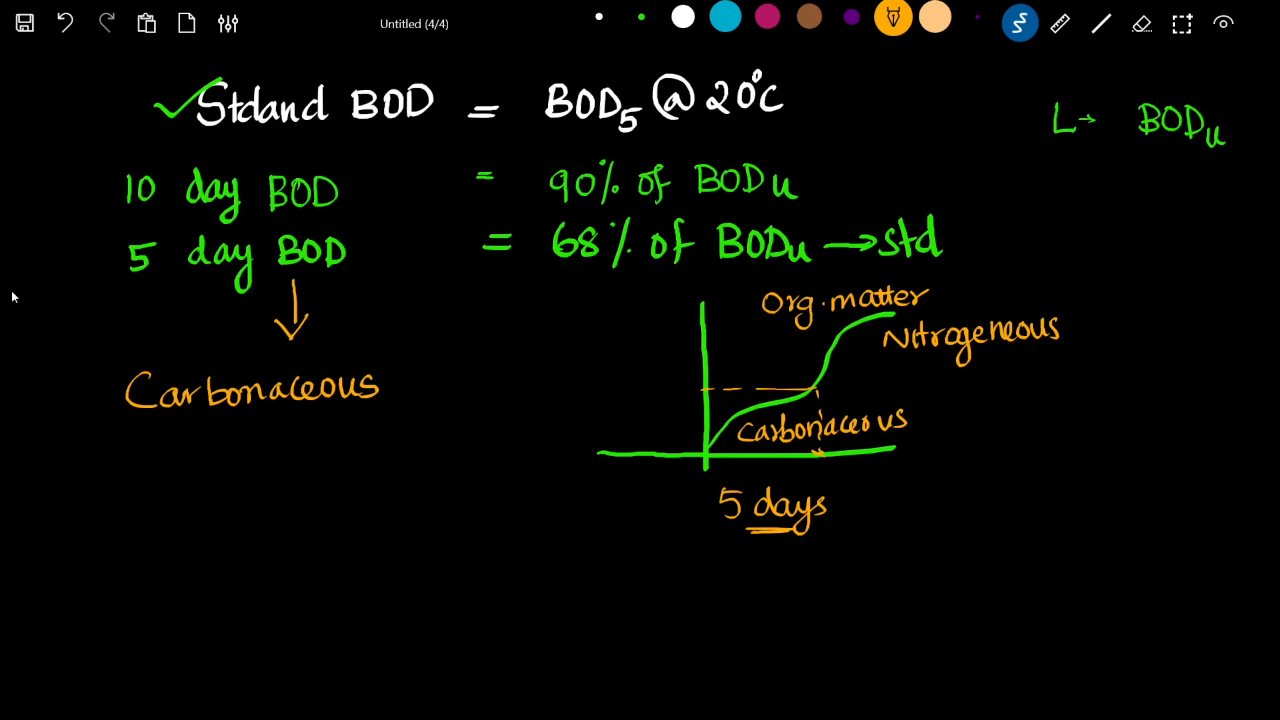 Untitled (4/4)
Stdand BOD = BOD5 @ 20°C
L → BODu
10 day BOD = 90% of BODu
5 day BOD = 68% of BODu → std
Carbonaceous
Org. matter
Nitrogeneous
Carbonaceous
5 days